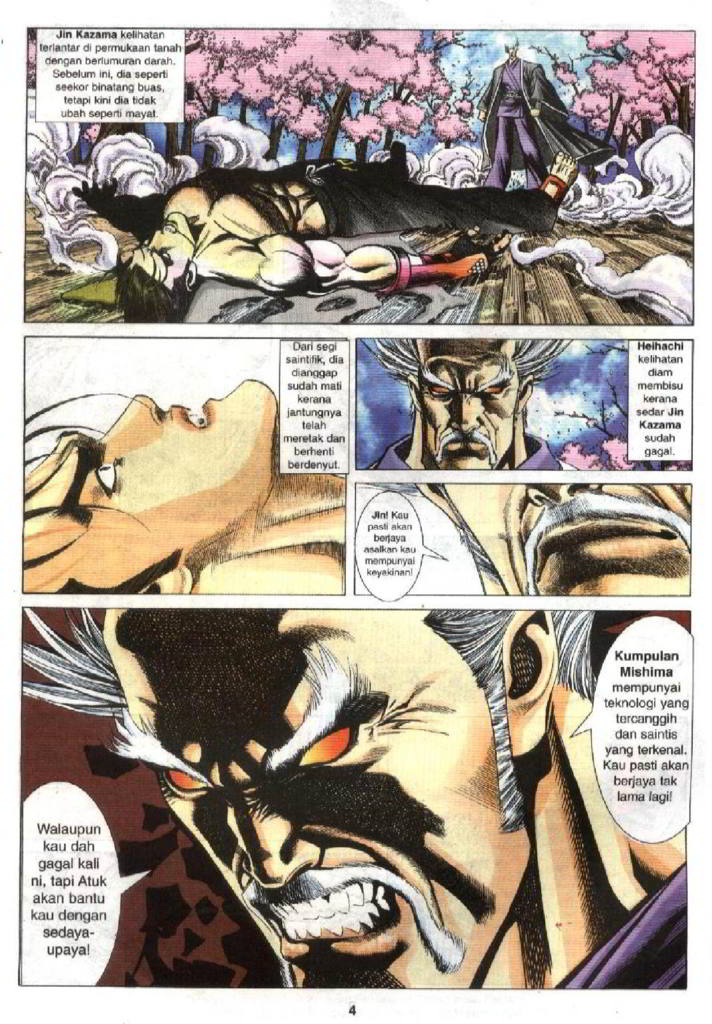 Jin Kazama kelihatan
terlantar di permukaan tanah
dengan berlumuran darah.
Sebelum ini, dia seperti
seekor binatang buas,
tetapi kini dia tidak
ubah seperti mayat.
Dari segi
saintifik, dia
dianggap
sudah mati
kerana
jantungnya
telah
meretak dan
berhenti
berdenyut.
Heihachi
kelihatan
diam
membisu
kerana
sedar Jin
Kazama
sudah
gagal.
Jin! Kau
pasti akan
berjaya
asalkan kau
mempunyai
keyakinan!
Kumpulan
Mishima
mempunyai
teknologi yang
tercanggih
dan saintis
yang terkenal.
Kau pasti akan
berjaya tak
lama lagi!
Walaupun
kau dah
gagal kali
ni, tapi Atuk
akan bantu
kau dengan
sedaya-
upaya!
4